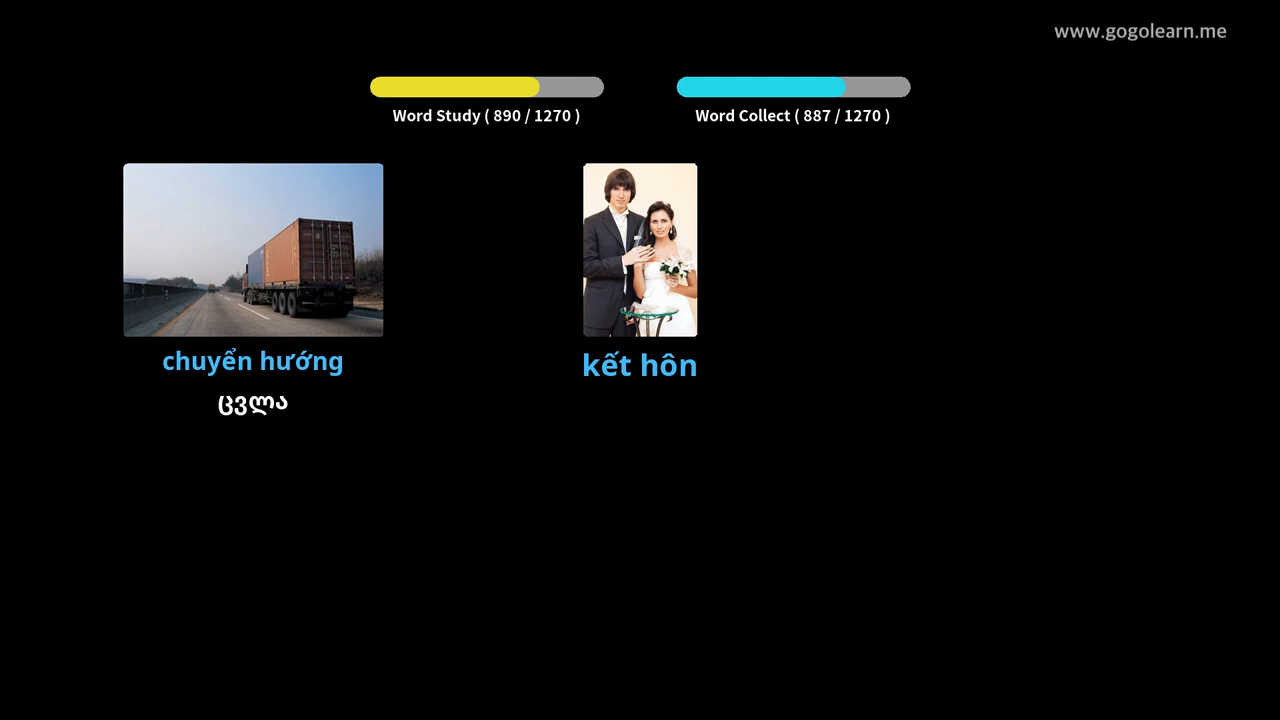 www.gogolearn.me
Word Study ( 890 / 1270 )
Word Collect ( 887 / 1270 )
chuyển hướng
kết hôn
ცვლა